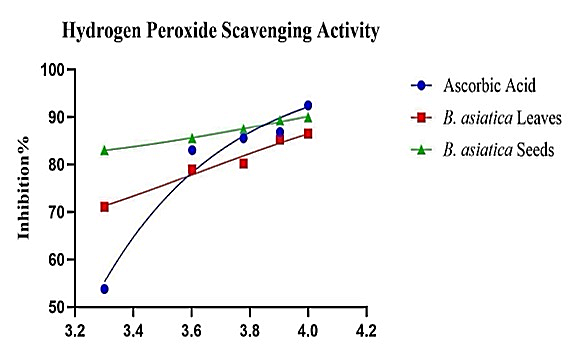 Hydrogen Peroxide Scavenging Activity
100
90
80
70
60
50
Inhibition%
3.2 3.4 3.6 3.8 4.0 4.2
Ascorbic Acid
B. asiatica Leaves
B. asiatica Seeds